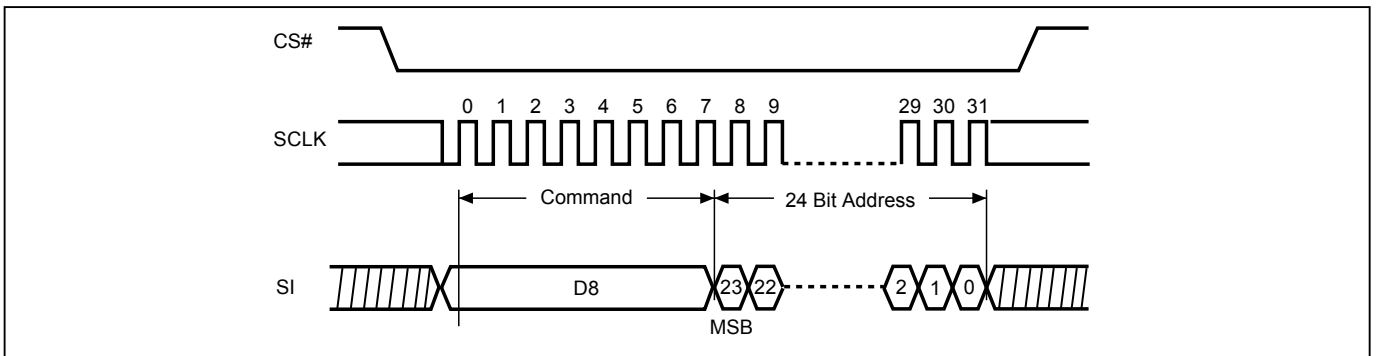 CS#
0 1 2 3 4 5 6 7 8 9 29 30 31
SCLK
Command 24 Bit Address
SI D8 23 22 2 1 0
MSB